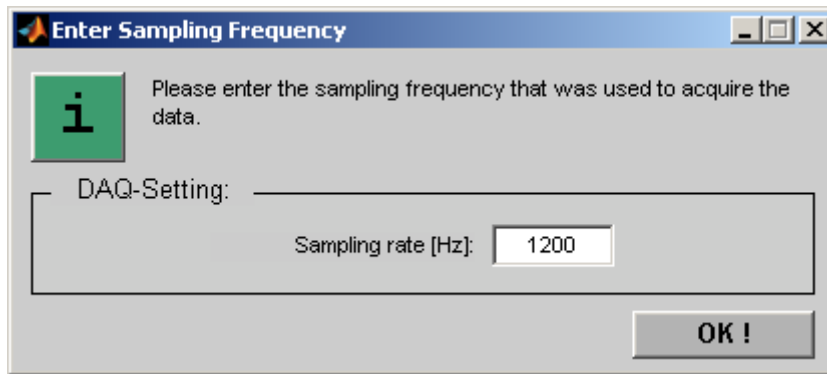 Enter Sampling Frequency
i
Please enter the sampling frequency that was used to acquire the
data.
DAQ-Setting:
Sampling rate [Hz]: 1200
OK !